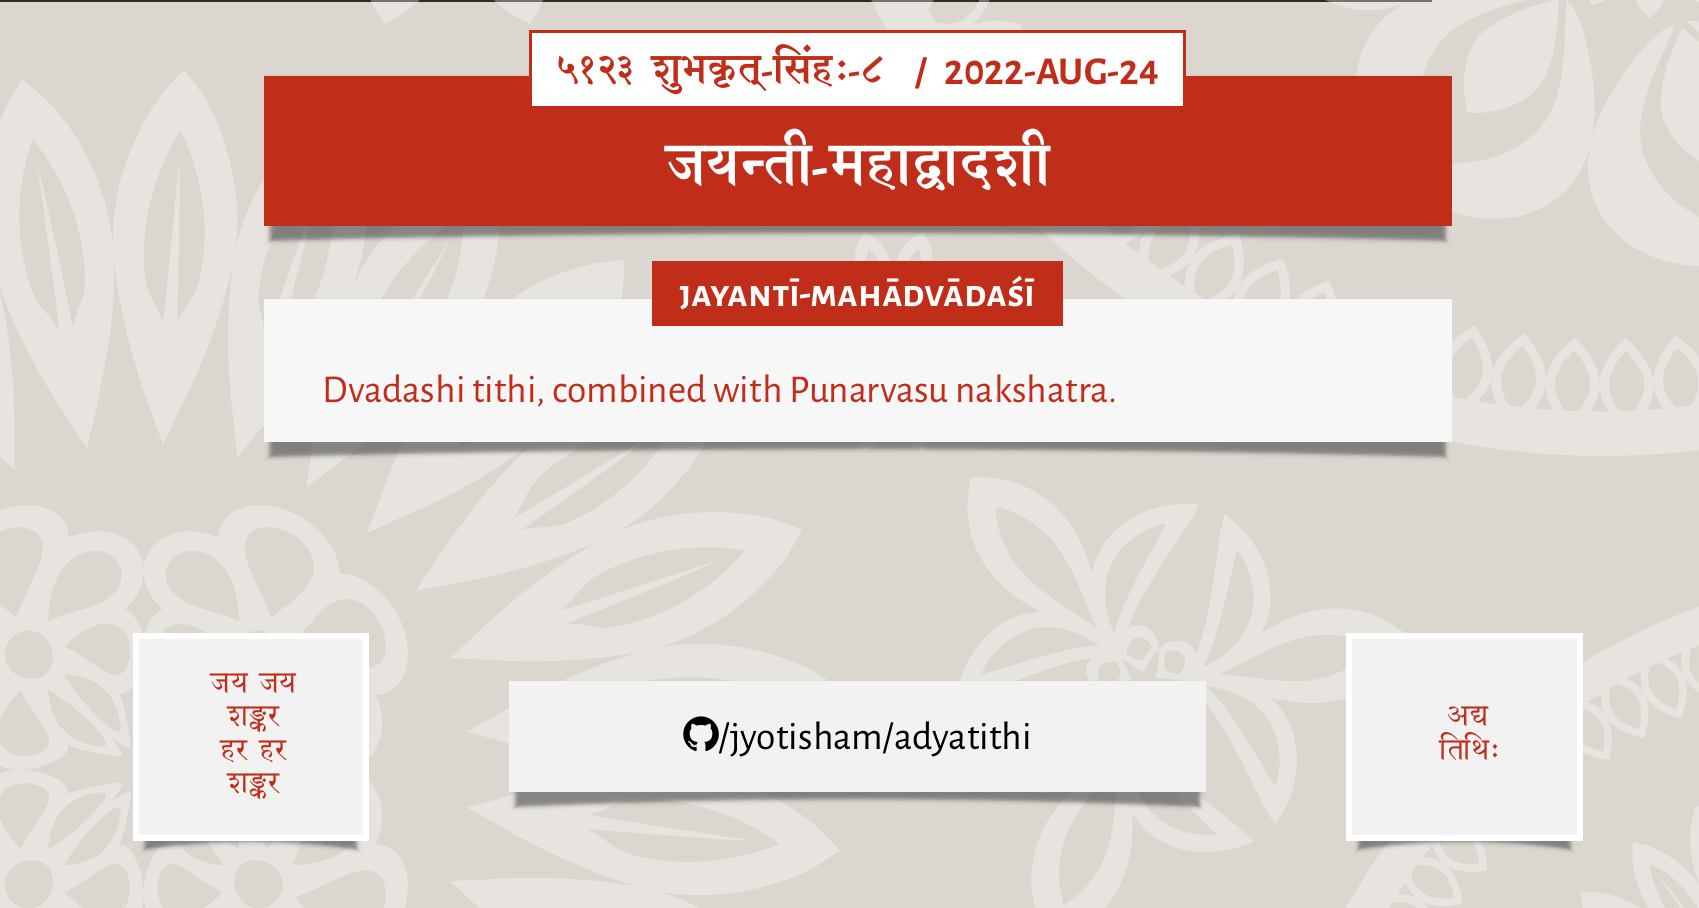 ५१२३ शुभकृत्-सिंहः-८ / 2022-AUG-24
जयन्ती-महाद्वादशी
JAYANTĪ-MAHĀDVĀDAŚĪ
Dvadashi tithi, combined with Punarvasu nakshatra.
जय जय
शङ्कर
हर हर
शङ्कर
/jyotisham/adyatithi
अद्य
तिथिः